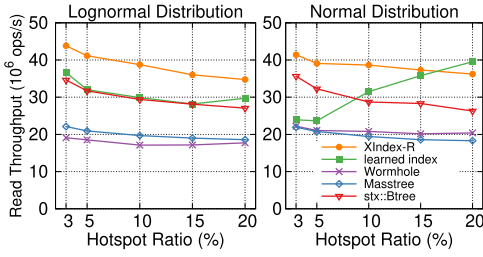 Lognormal Distribution
Normal Distribution
Read Throughput (10⁶ ops/s)
50
40
30
20
10
0
3 5 10 15 20
Hotspot Ratio (%)
50
40
30
20
10
0
XIndex-R
learned index
Wormhole
Masstree
stx::Btree
3 5 10 15 20
Hotspot Ratio (%)